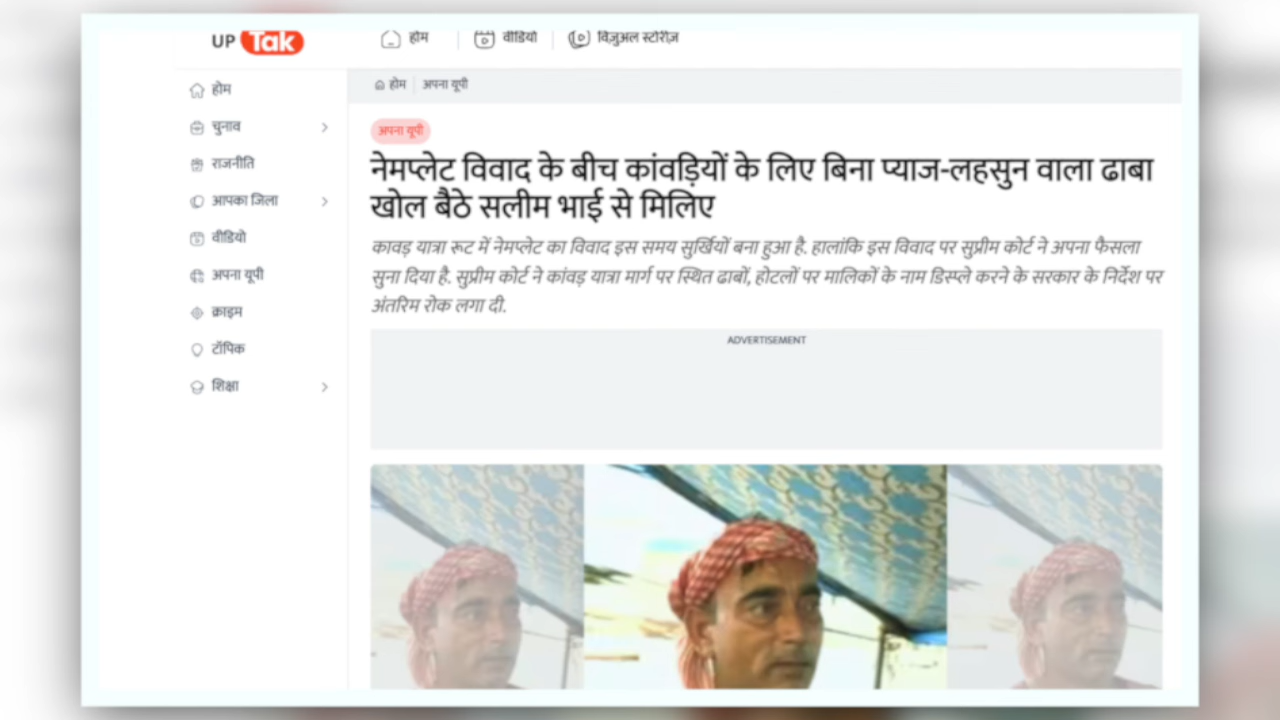 UP Tak
होम
वीडियो
विज़ुअल स्टोरीज़
होम
चुनाव
राजनीति
आपका जिला
वीडियो
अपना यूपी
क्राइम
टॉपिक
शिक्षा
होम
अपना यूपी
अपना यूपी
नेमप्लेट विवाद के बीच कांवड़ियों के लिए बिना प्याज-लहसुन वाला ढाबा
खोल बैठे सलीम भाई से मिलिए
कावड़ यात्रा रूट में नेमप्लेट का विवाद इस समय सुर्खियों बना हुआ है. हालांकि इस विवाद पर सुप्रीम कोर्ट ने अपना फैसला
सुना दिया है. सुप्रीम कोर्ट ने कांवड़ यात्रा मार्ग पर स्थित ढाबों, होटलों पर मालिकों के नाम डिस्प्ले करने के सरकार के निर्देश पर
अंतरिम रोक लगा दी.
ADVERTISEMENT